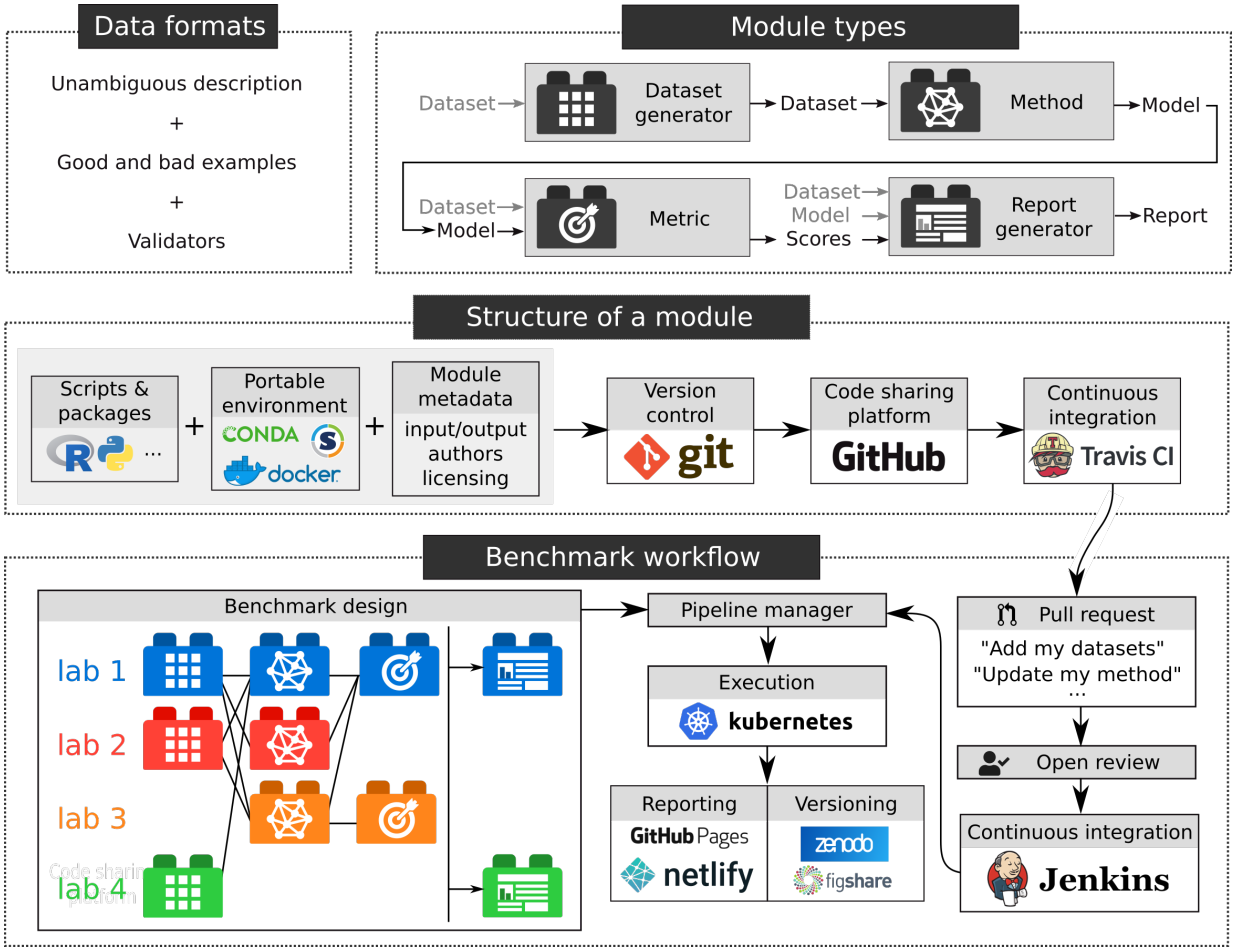 Data formats
Unambiguous description
+
Good and bad examples
+
Validators
Module types
Dataset
Dataset
generator
Dataset
Method
Model
Dataset
Model
Metric
Dataset
Model
Scores
Report
generator
Report
Structure of a module
Scripts &
packages
R
...
+
Portable
environment
CONDA
S
docker
+
Module
metadata
input/output
authors
licensing
Version
control
git
Code sharing
platform
GitHub
Continuous
integration
T
Travis CI
Benchmark workflow
Benchmark design
lab 1
lab 2
lab 3
Code sharing
platform
lab 4
Pipeline manager
Execution
kubernetes
Reporting
GitHub Pages
netlify
Versioning
zenodo
figshare
Pull request
"Add my datasets"
"Update my method"
...
Open review
Continuous integration
Jenkins